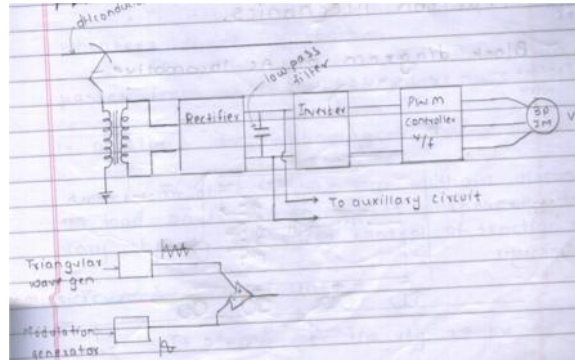 low pass
filter
Rectifier
Inverter
PWM
controller
v/f
3φ
IM
V
To auxillary circuit
Triangular
wave gen
Modulation
generator